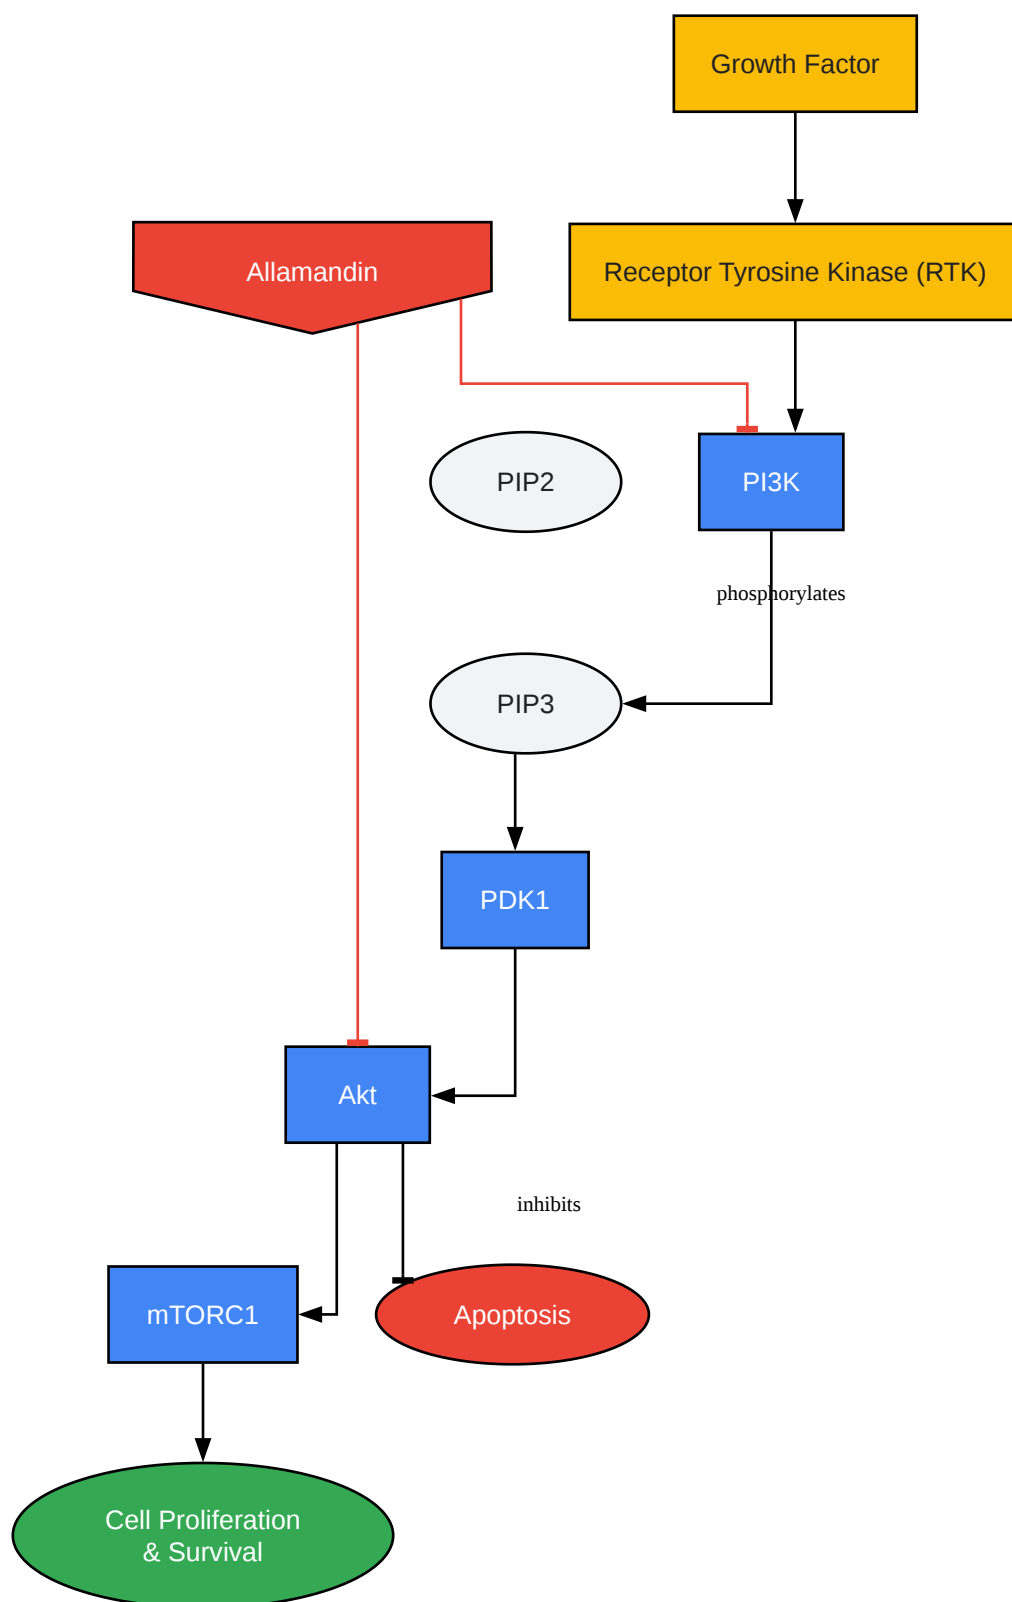 Growth Factor
Allamandin
Receptor Tyrosine Kinase (RTK)
PIP2
PI3K
phosphorylates
PIP3
PDK1
Akt
inhibits
mTORC1
Apoptosis
Cell Proliferation
& Survival